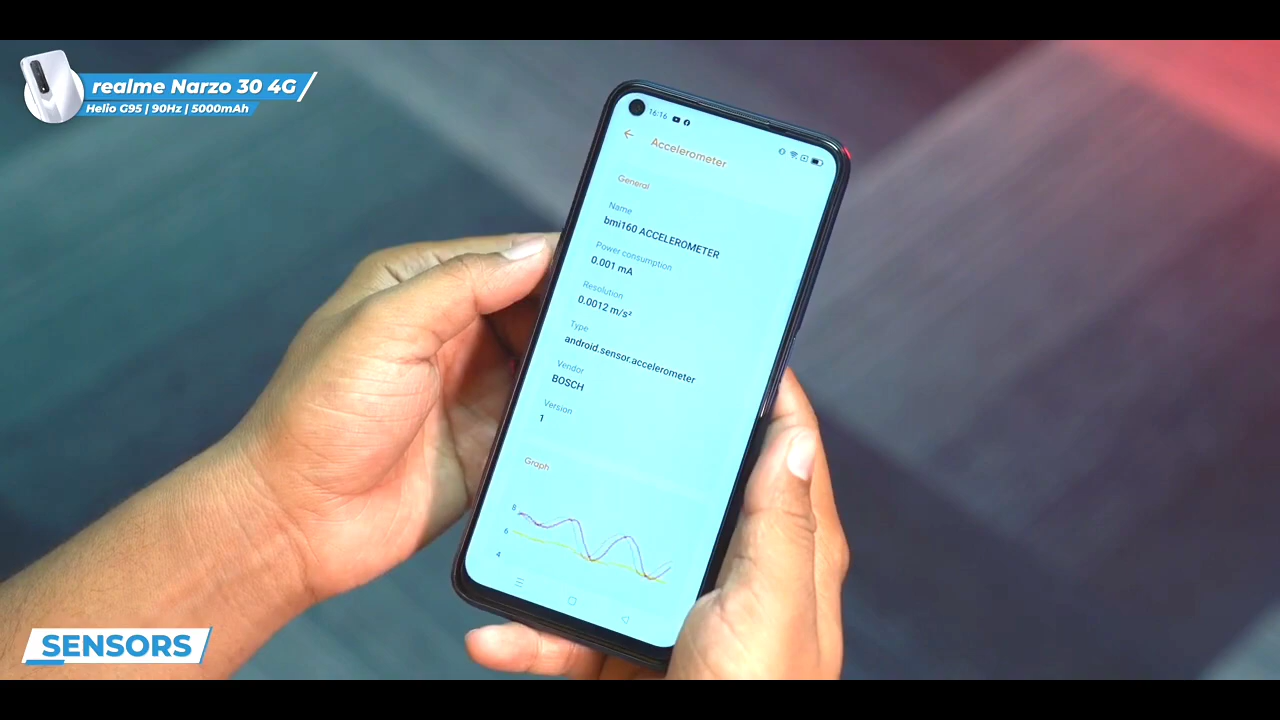 realme Narzo 30 4G
Helio G95 | 90Hz | 5000mAh
16:16
Accelerometer
General
Name
bmi160 ACCELEROMETER
Power consumption
0.001 mA
Resolution
0.0012 m/s²
Type
android.sensor.accelerometer
Vendor
BOSCH
Version
1
Graph
8
6
4
SENSORS